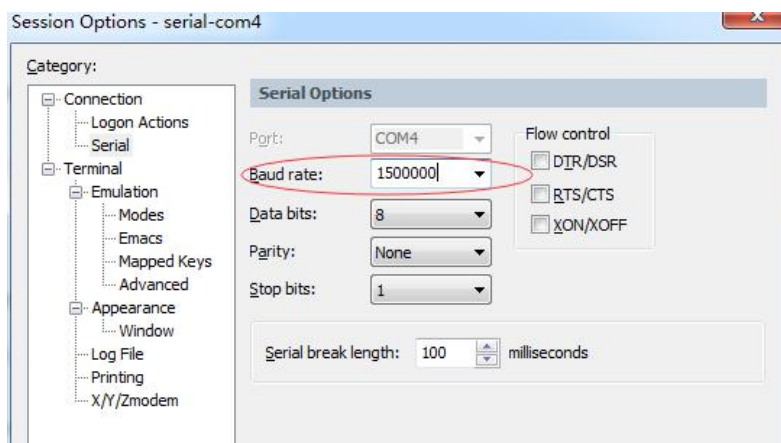 Session Options - serial-com4
Category:
Connection
Logon Actions
Serial
Terminal
Emulation
Modes
Emacs
Mapped Keys
Advanced
Appearance
Window
Log File
Printing
X/Y/Zmodem
Serial Options
Port: COM4
Baud rate: 1500000
Data bits: 8
Parity: None
Stop bits: 1
Flow control
DTR/DSR
RTS/CTS
XON/XOFF
Serial break length: 100 milliseconds